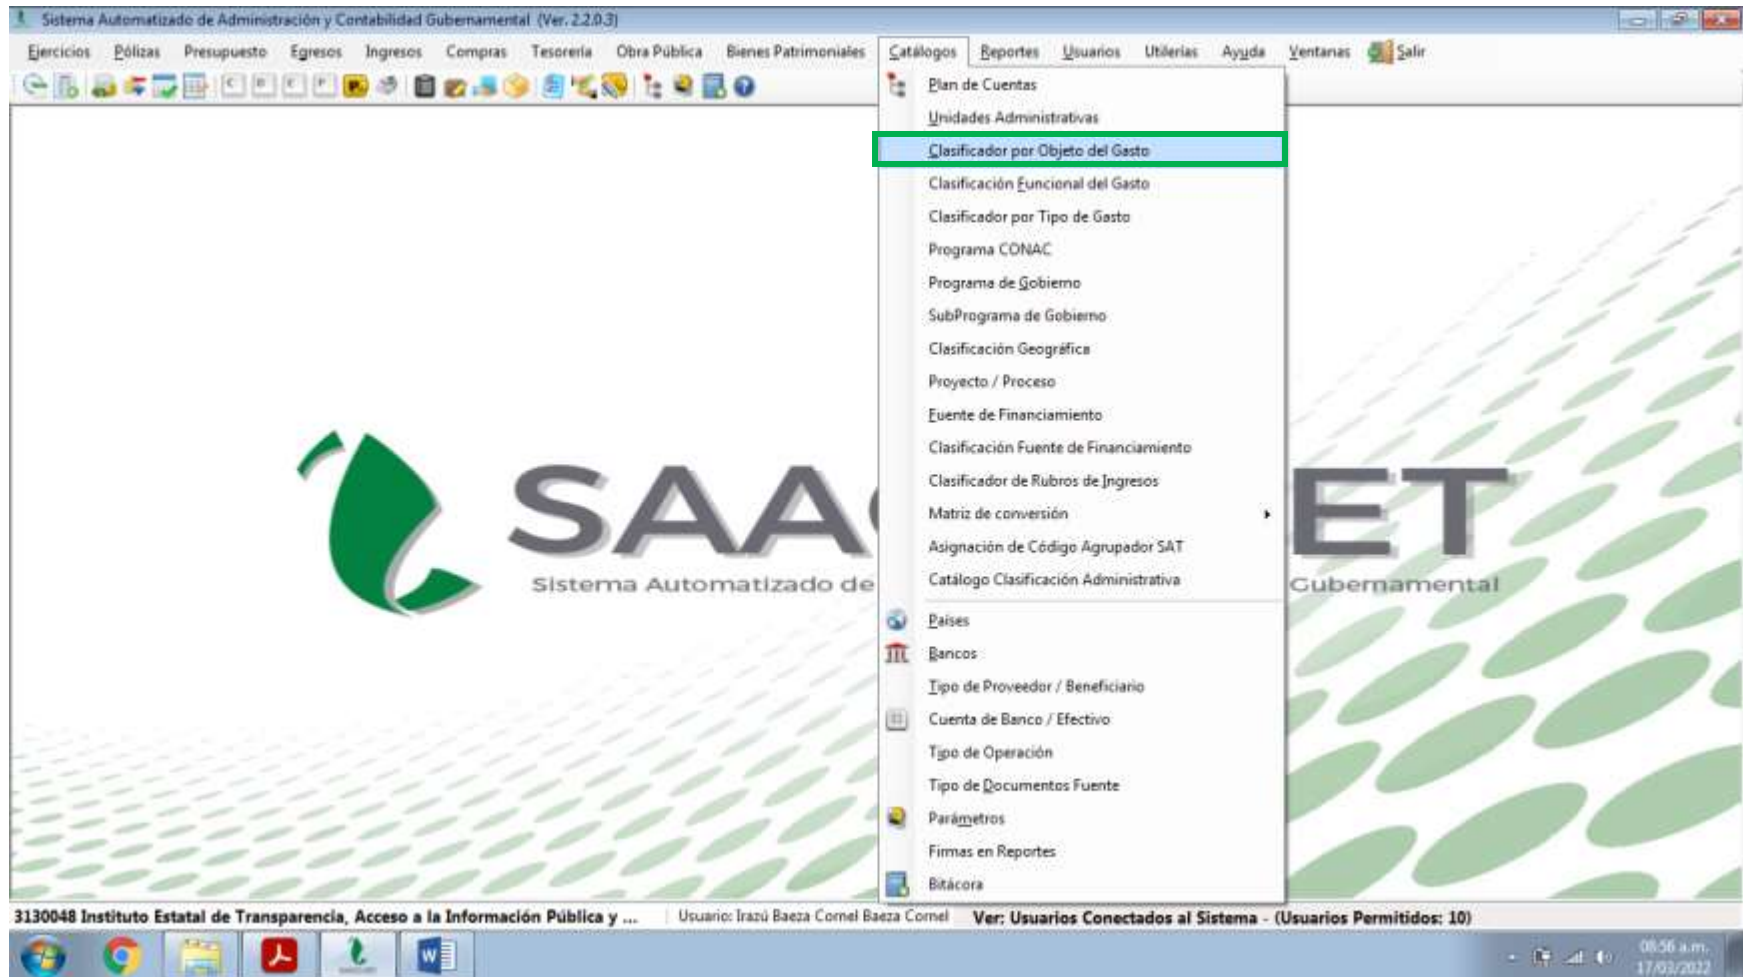 Sistema Automatizado de Administración y Contabilidad Gubernamental (Ver. 2.2.0.3)
Ejercicios Pólizas Presupuesto Egresos Ingresos Compras Tesorería Obra Pública Bienes Patrimoniales Catálogos Reportes Usuarios Utilerías Ayuda Ventanas Salir
Plan de Cuentas
Unidades Administrativas
Clasificador por Objeto del Gasto
Clasificación Funcional del Gasto
Clasificador por Tipo de Gasto
Programa CONAC
Programa de Gobierno
SubPrograma de Gobierno
Clasificación Geográfica
Proyecto / Proceso
Fuente de Financiamiento
Clasificación Fuente de Financiamiento
Clasificador de Rubros de Ingresos
Matriz de conversión
Asignación de Código Agrupador SAT
Catálogo Clasificación Administrativa
Países
Bancos
Tipo de Proveedor / Beneficiario
Cuenta de Banco / Efectivo
Tipo de Operación
Tipo de Documentos Fuente
Parámetros
Firmas en Reportes
Bitácora
SAA ET
Sistema Automatizado de Gubernamental
3130048 Instituto Estatal de Transparencia, Acceso a la Información Pública y ... Usuario: Irazú Baeza Cornel Baeza Cornel Ver: Usuarios Conectados al Sistema - (Usuarios Permitidos: 10)
08:56 a.m.
17/03/2022